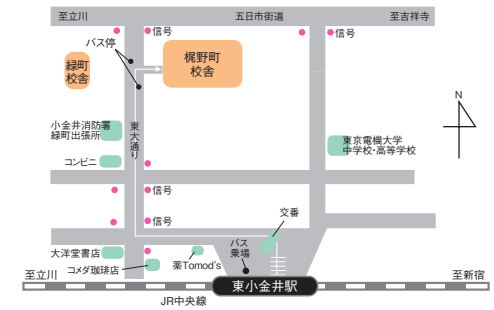 至立川
五日市街道
至吉祥寺
信号
信号
バス停
緑町
校舎
梶野町
校舎
N
小金井消防署
緑町出張所
東大通り
東京電機大学
中学校・高等学校
コンビニ
信号
信号
交番
大洋堂書店
バス
乗場
コメダ珈琲店
薬Tomod's
至立川
東小金井駅
至新宿
JR中央線